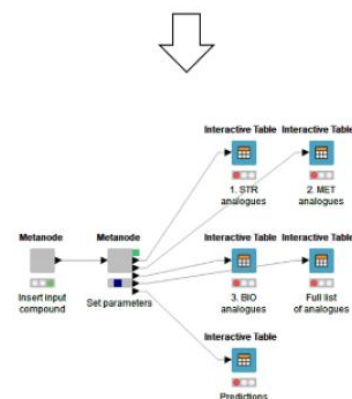 Interactive Table Interactive Table
1. STR 2. MET
analogues analogues
Metanode Metanode Interactive Table Interactive Table
Insert input Set parameters 3. BIO Full list
compound analogues of analogues
Interactive Table
Predictions